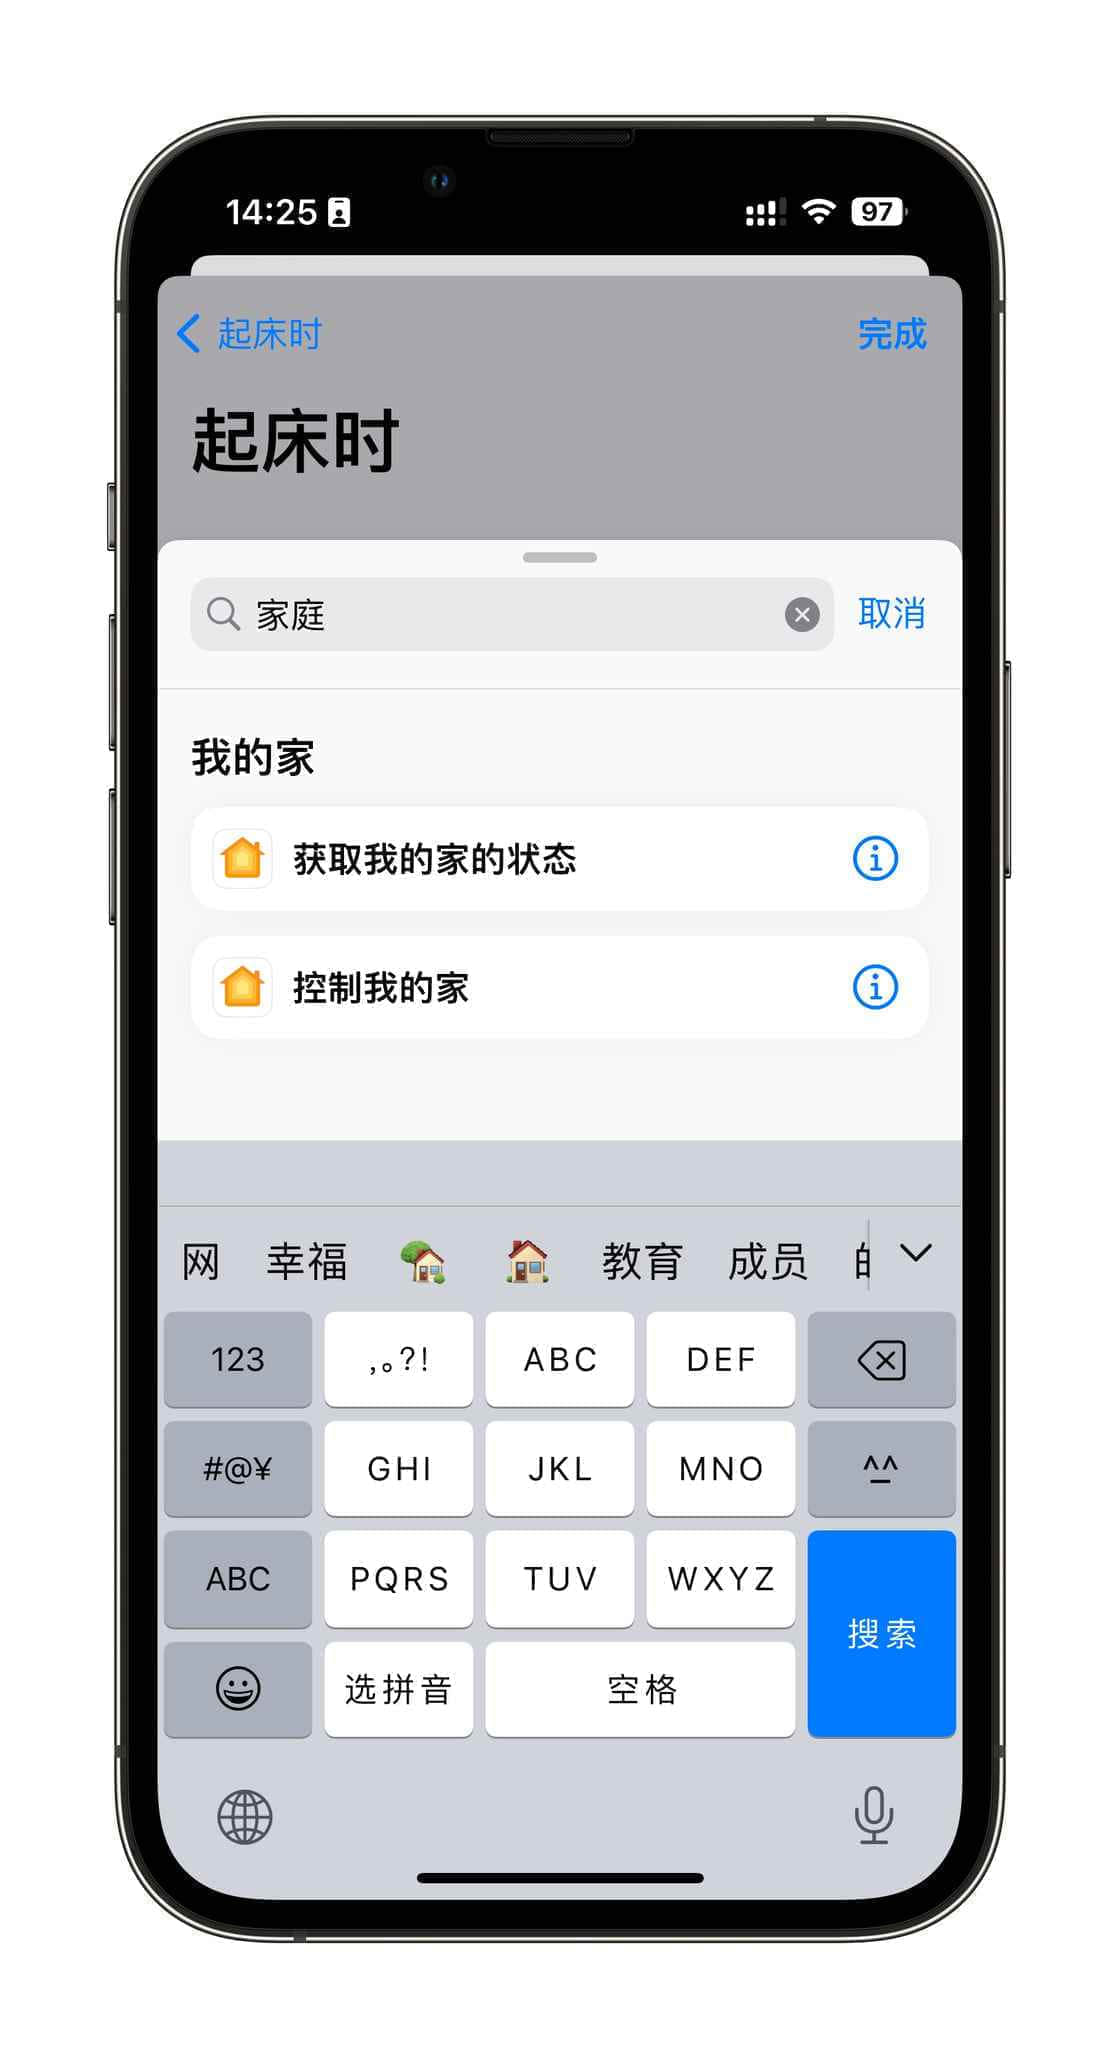 14:25
97
起床时
完成
起床时
家庭
取消
我的家
获取我的家的状态
控制我的家
网 幸福 教育 成员
123 ,。?! ABC DEF
#@¥ GHI JKL MNO ^^
ABC PQRS TUV WXYZ
搜索
选拼音 空格